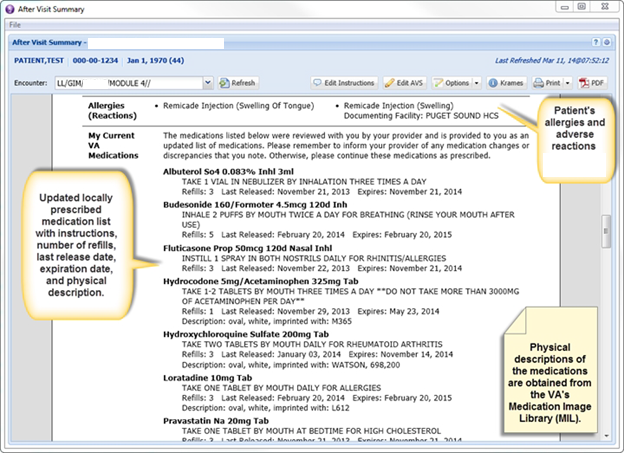 After Visit Summary
File
After Visit Summary -
PATIENT,TEST 000-00-1234 Jan 1, 1970 (44) Last Refreshed Mar 11, 14@07:52:12
Encounter: LL/GIM/ /MODULE 4// Refresh Edit Instructions Edit AVS Options Krames Print PDF
Allergies (Reactions)
• Remicade Injection (Swelling Of Tongue)
• Remicade Injection (Swelling)
Documenting Facility: PUGET SOUND HCS
My Current
VA
Medications
The medications listed below were reviewed with you by your provider and is provided to you as an
updated list of medications. Please remember to inform your provider of any medication changes or
discrepancies that you note. Otherwise, please continue these medications as prescribed.
Albuterol So4 0.083% Inhl 3ml
TAKE 1 VIAL IN NEBULIZER BY INHALATION THREE TIMES A DAY
Refills: 3 Last Released: November 21, 2013 Expires: November 21, 2014
Budesonide 160/Formoter 4.5mcg 120d Inh
INHALE 2 PUFFS BY MOUTH TWICE A DAY FOR BREATHING (RINSE YOUR MOUTH AFTER
USE)
Refills: 5 Last Released: February 20, 2014 Expires: February 20, 2015
Fluticasone Prop 50mcg 120d Nasal Inhl
INSTILL 1 SPRAY IN BOTH NOSTRILS DAILY FOR RHINITIS/ALLERGIES
Refills: 3 Last Released: November 22, 2013 Expires: November 21, 2014
Hydrocodone 5mg/Acetaminophen 325mg Tab
TAKE 1-2 TABLETS BY MOUTH THREE TIMES A DAY **DO NOT TAKE MORE THAN 3000MG
OF ACETAMINOPHEN PER DAY**
Refills: 1 Last Released: November 29, 2013 Expires: May 23, 2014
Description: oval, white, imprinted with: M365
Hydroxychloroquine Sulfate 200mg Tab
TAKE TWO TABLETS BY MOUTH DAILY FOR RHEUMATOID ARTHRITIS
Refills: 3 Last Released: January 03, 2014 Expires: November 14, 2014
Description: oval, white, imprinted with: WATSON, 698,200
Loratadine 10mg Tab
TAKE ONE TABLET BY MOUTH DAILY FOR ALLERGIES
Refills: 3 Last Released: February 20, 2014 Expires: February 20, 2015
Description: oval, white, imprinted with: L612
Pravastatin Na 20mg Tab
TAKE ONE TABLET BY MOUTH AT BEDTIME FOR HIGH CHOLESTEROL
Refills: 3 Last Released: November 21, 2013 Expires: November 21, 2014
Patient's
allergies and
adverse
reactions
Updated locally
prescribed
medication list
with instructions,
number of refills,
last release date,
expiration date,
and physical
description.
Physical
descriptions of
the medications
are obtained from
the VA's
Medication Image
Library (MIL).